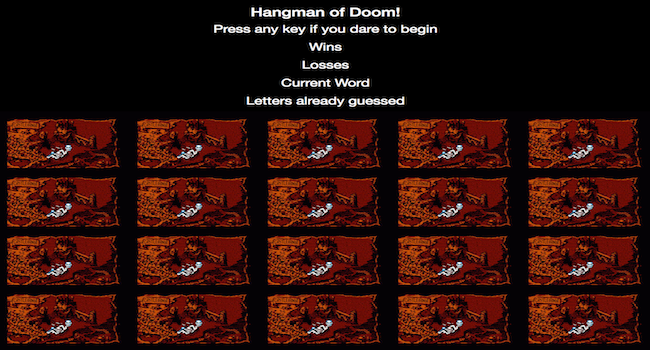 Hangman of Doom!
Press any key if you dare to begin
Wins
Losses
Current Word
Letters already guessed